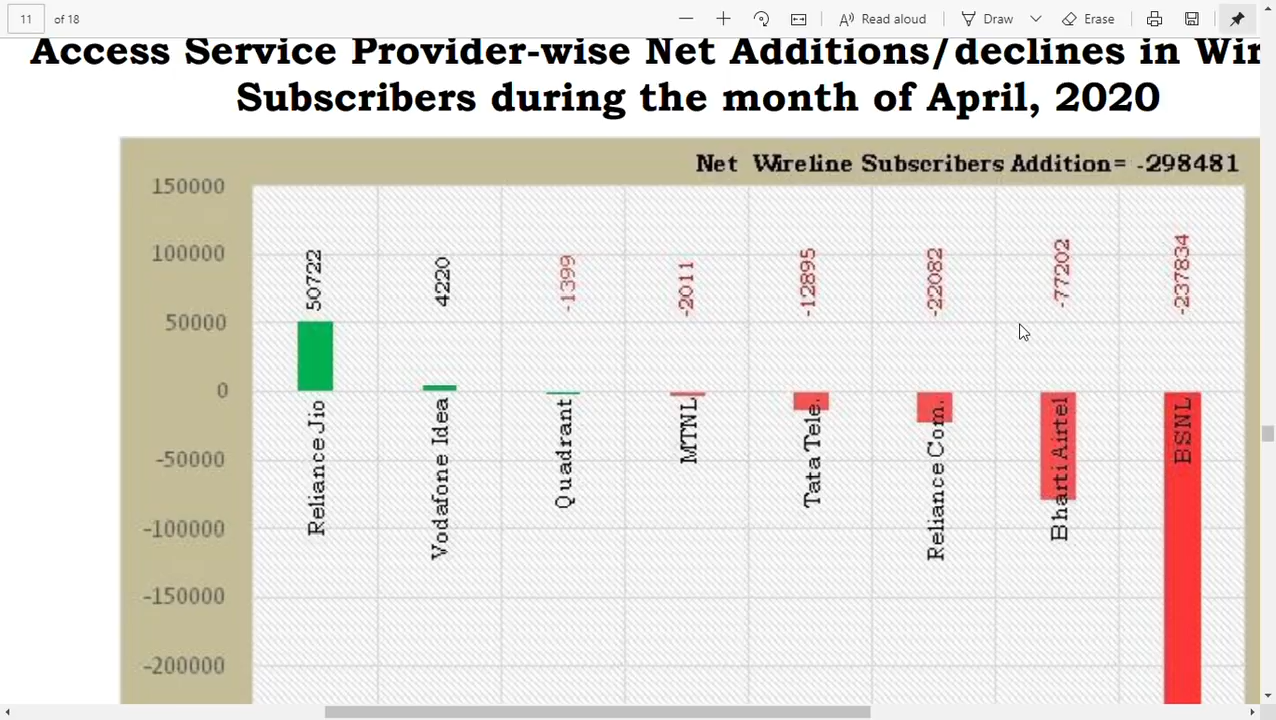 11 of 18 Read aloud Draw Erase
Access Service Provider-wise Net Additions/declines in Wir
Subscribers during the month of April, 2020
Net Wireline Subscribers Addition= -298481
150000
100000
50000
0
-50000
-100000
-150000
-200000
50722
4220
-1399
-2011
-12895
-22082
-77202
-237834
Reliance Jio
Vodafone Idea
Quadrant
MTNL
Tata Tele.
Reliance Com.
Bharti Airtel
BSNL